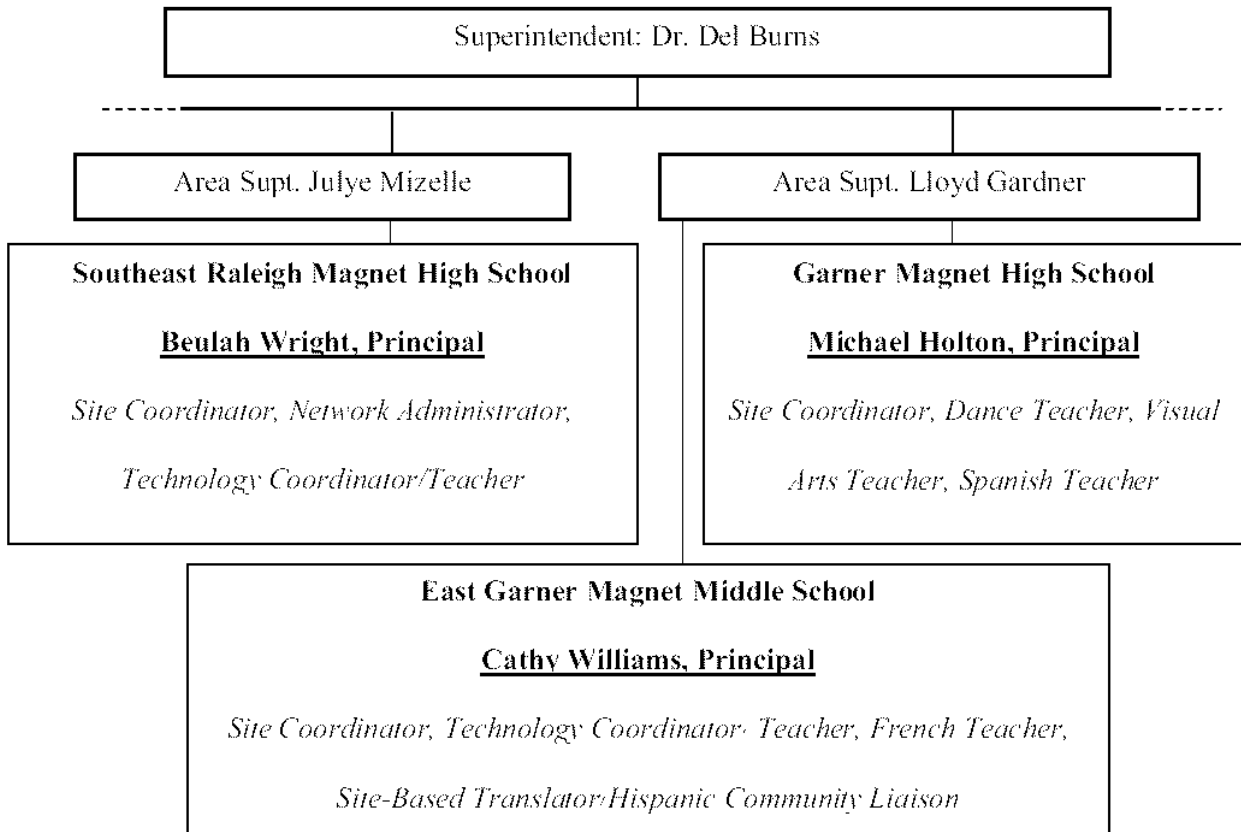 Superintendent: Dr. Del Burns
Area Supt. Julye Mizelle
Area Supt. Lloyd Gardner
Southeast Raleigh Magnet High School
Beulah Wright, Principal
Site Coordinator, Network Administrator,
Technology Coordinator/Teacher
Garner Magnet High School
Michael Holton, Principal
Site Coordinator, Dance Teacher, Visual
Arts Teacher, Spanish Teacher
East Garner Magnet Middle School
Cathy Williams, Principal
Site Coordinator, Technology Coordinator/ Teacher, French Teacher,
Site-Based Translator/Hispanic Community Liaison